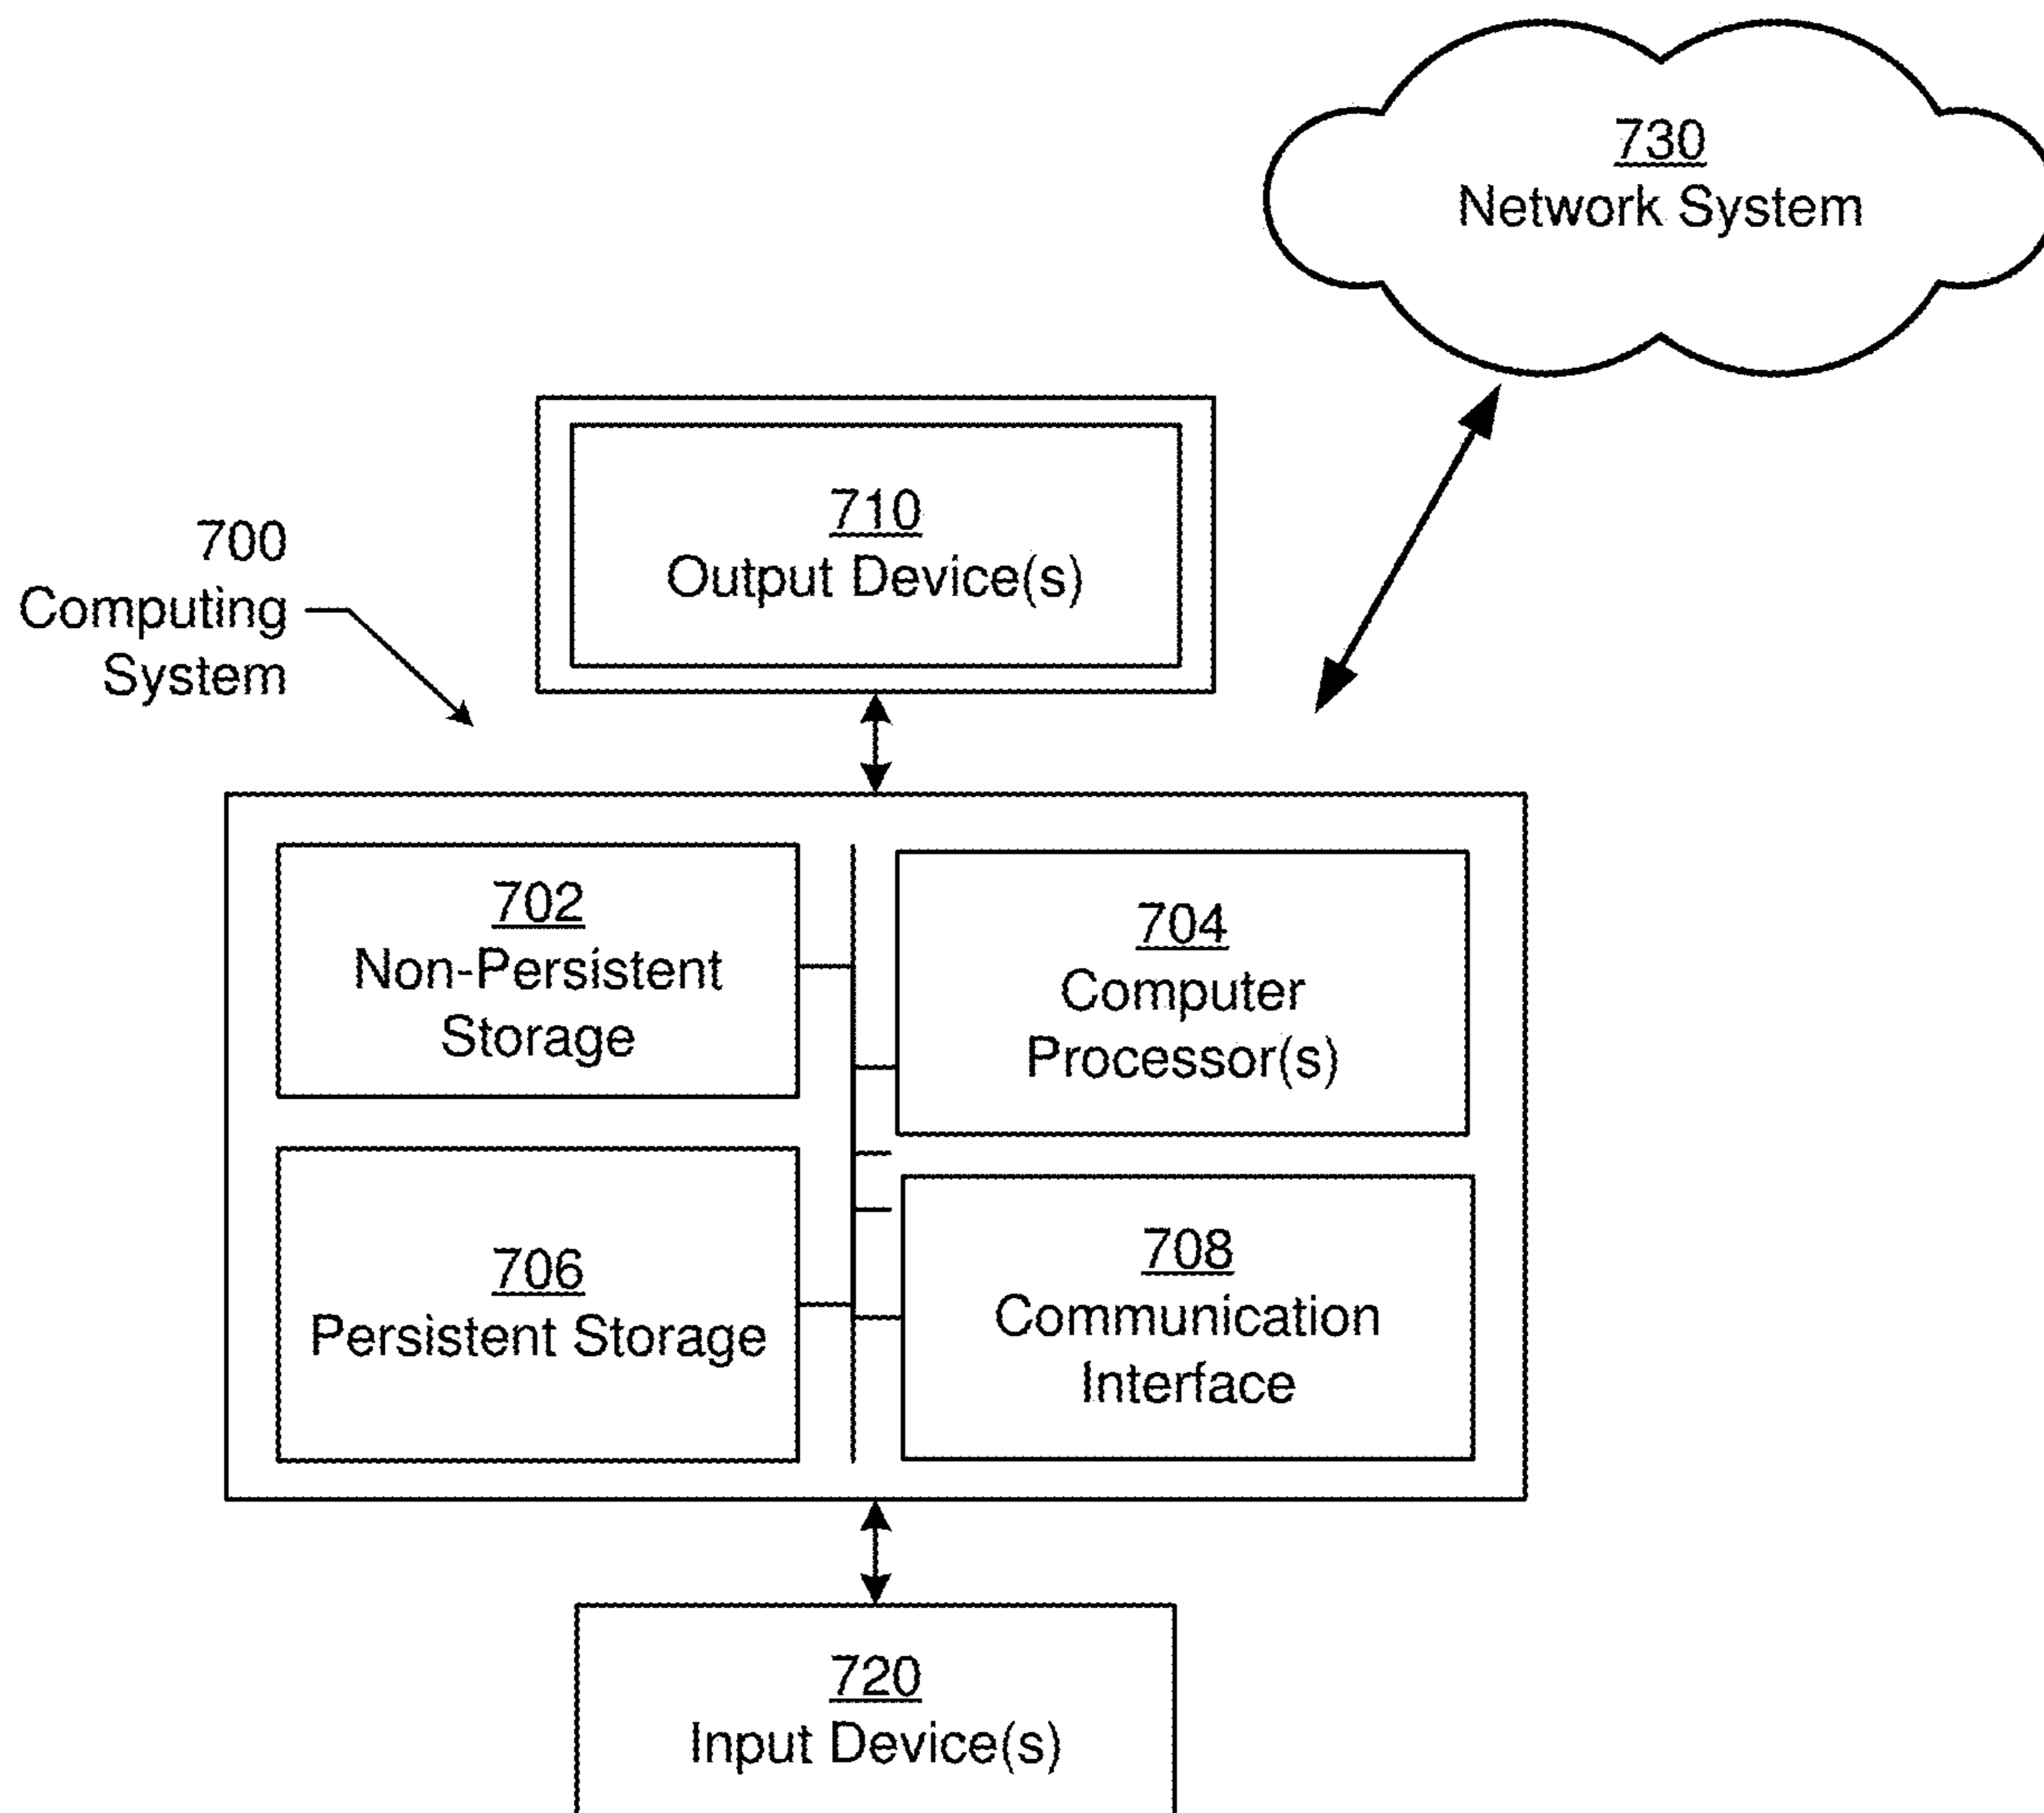 730
Network System
710
Output Device(s)
700
Computing
System
702
Non-Persistent
Storage
704
Computer
Processor(s)
706
Persistent Storage
708
Communication
Interface
720
Input Device(s)